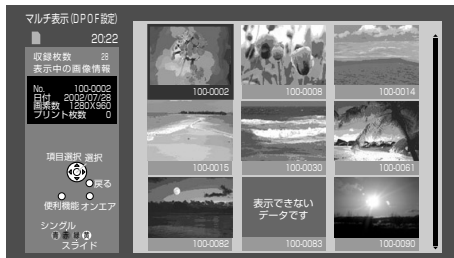 マルチ表示(DPOF設定)
20:22
収録枚数 28
表示中の画像情報
No. 100-0002
日付 2002/07/28
画素数 1280X960
プリント枚数 0
項目選択 選択
戻る
便利機能 オンエア
シングル
青 赤 緑 黄
スライド
100-0002
100-0008
100-0014
100-0015
100-0030
100-0061
100-0082
表示できない
データです
100-0083
100-0090